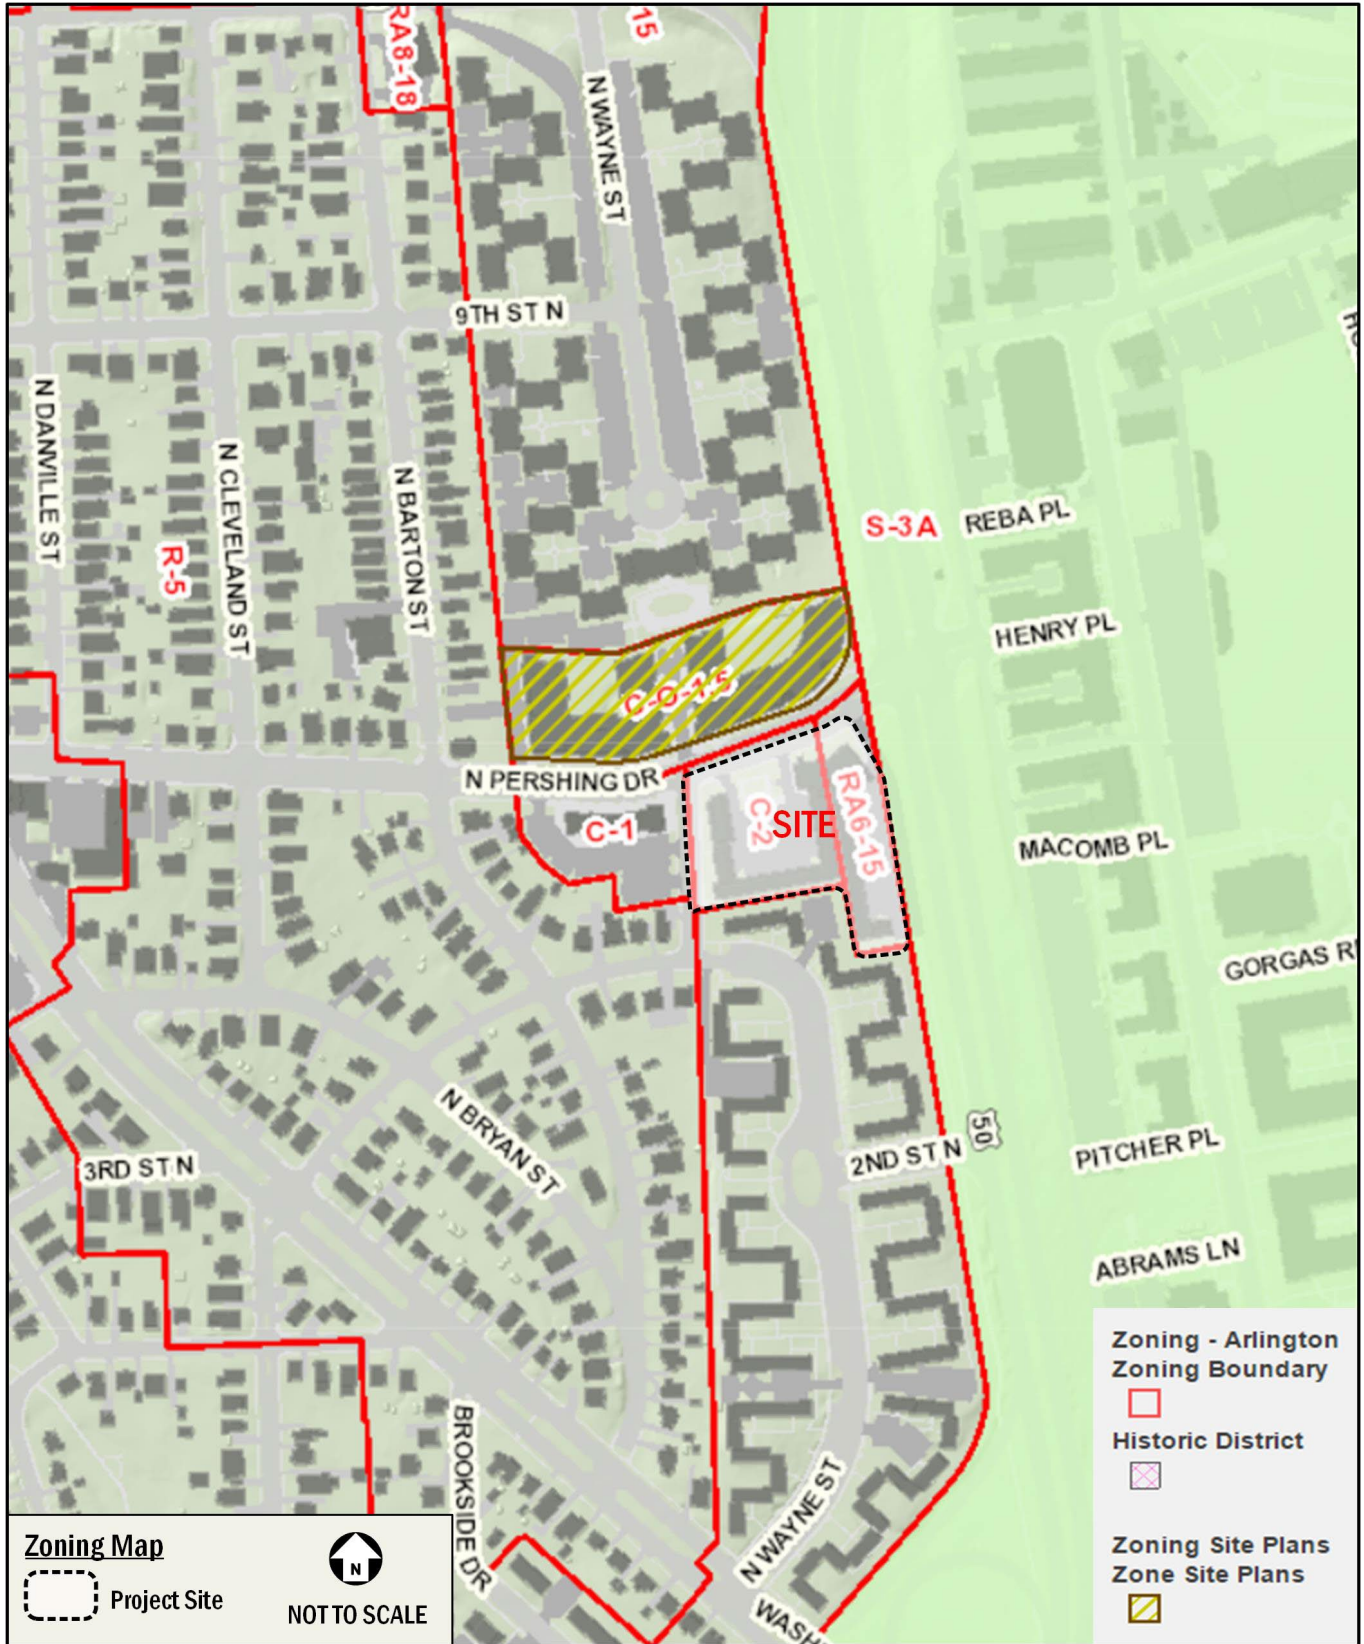 RA8-18
15
N WAYNE ST
9TH ST N
N DANVILLE ST
N CLEVELAND ST
N BARTON ST
R-5
S-3A
REBA PL
HENRY PL
C-O-1.5
N PERSHING DR
C-1
C-2
SITE
RA6-15
MACOMB PL
GORGAS R
N BRYAN ST
50
2ND ST N
PITCHER PL
3RD ST N
ABRAMS LN
BROOKSIDE DR
N WAYNE ST
WASH
Zoning - Arlington
Zoning Boundary
Historic District
Zoning Site Plans
Zone Site Plans
Zoning Map
Project Site
N
NOT TO SCALE